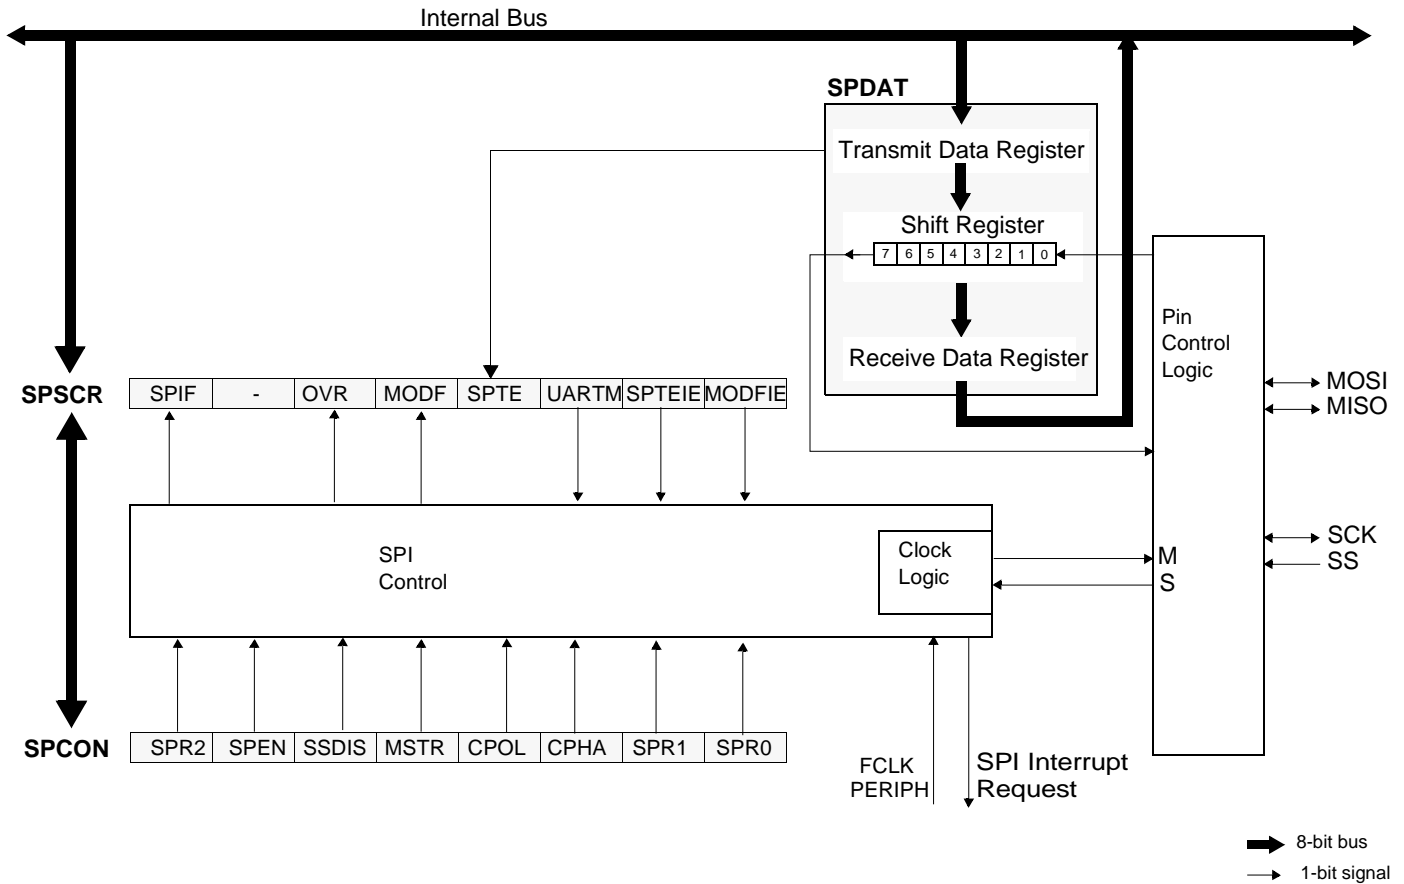 Internal Bus
SPDAT
Transmit Data Register
Shift Register
7 6 5 4 3 2 1 0
Receive Data Register
Pin
Control
Logic
MOSI
MISO
SPSCR
SPIF - OVR MODF SPTE UARTM SPTEIE MODFIE
SPI
Control
Clock
Logic
M
S
SCK
SS
SPCON
SPR2 SPEN SSDIS MSTR CPOL CPHA SPR1 SPR0
FCLK
PERIPH
SPI Interrupt
Request
8-bit bus
1-bit signal